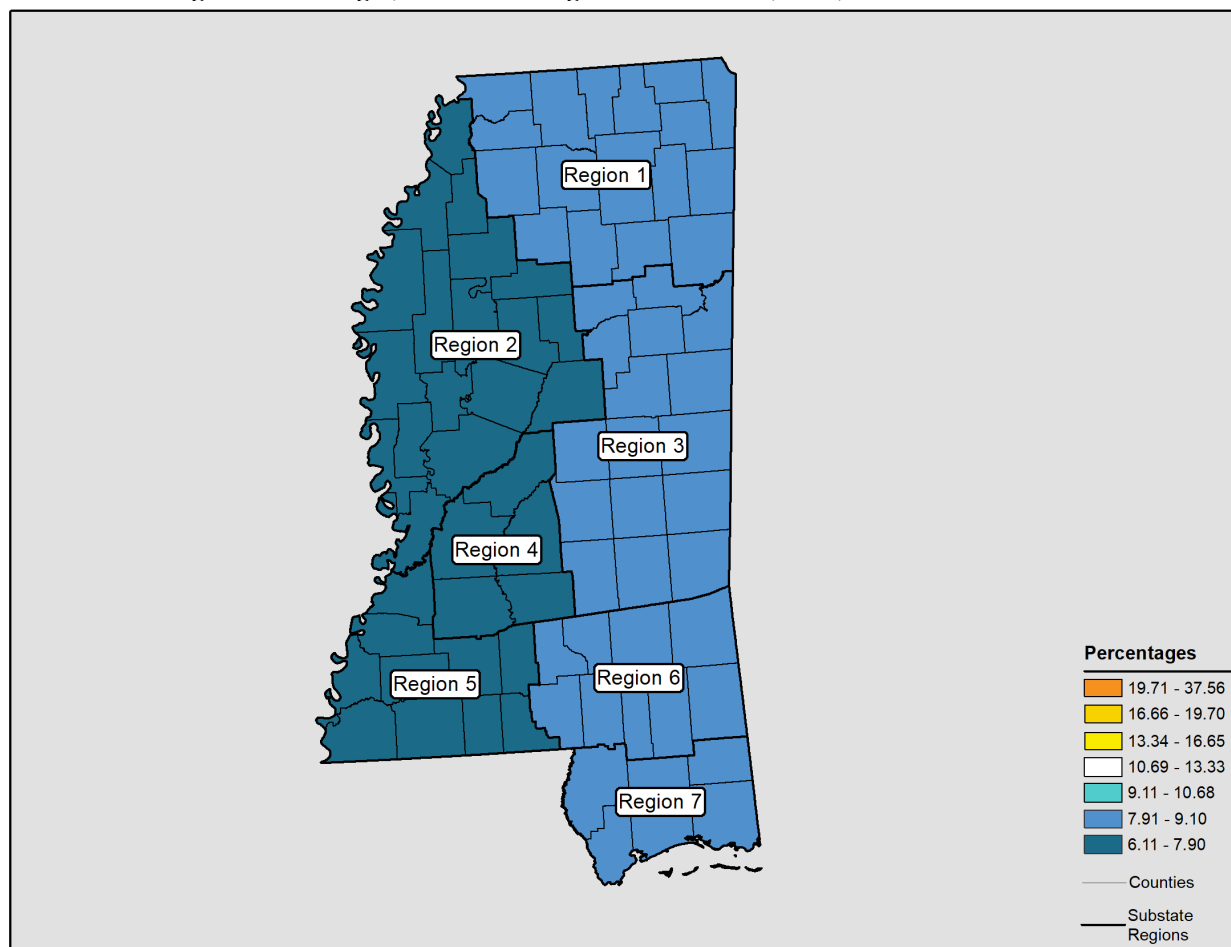 Region 1
Region 2
Region 3
Region 4
Region 5
Region 6
Region 7
Percentages
19.71 - 37.56
16.66 - 19.70
13.34 - 16.65
10.69 - 13.33
9.11 - 10.68
7.91 - 9.10
6.11 - 7.90
Counties
Substate
Regions